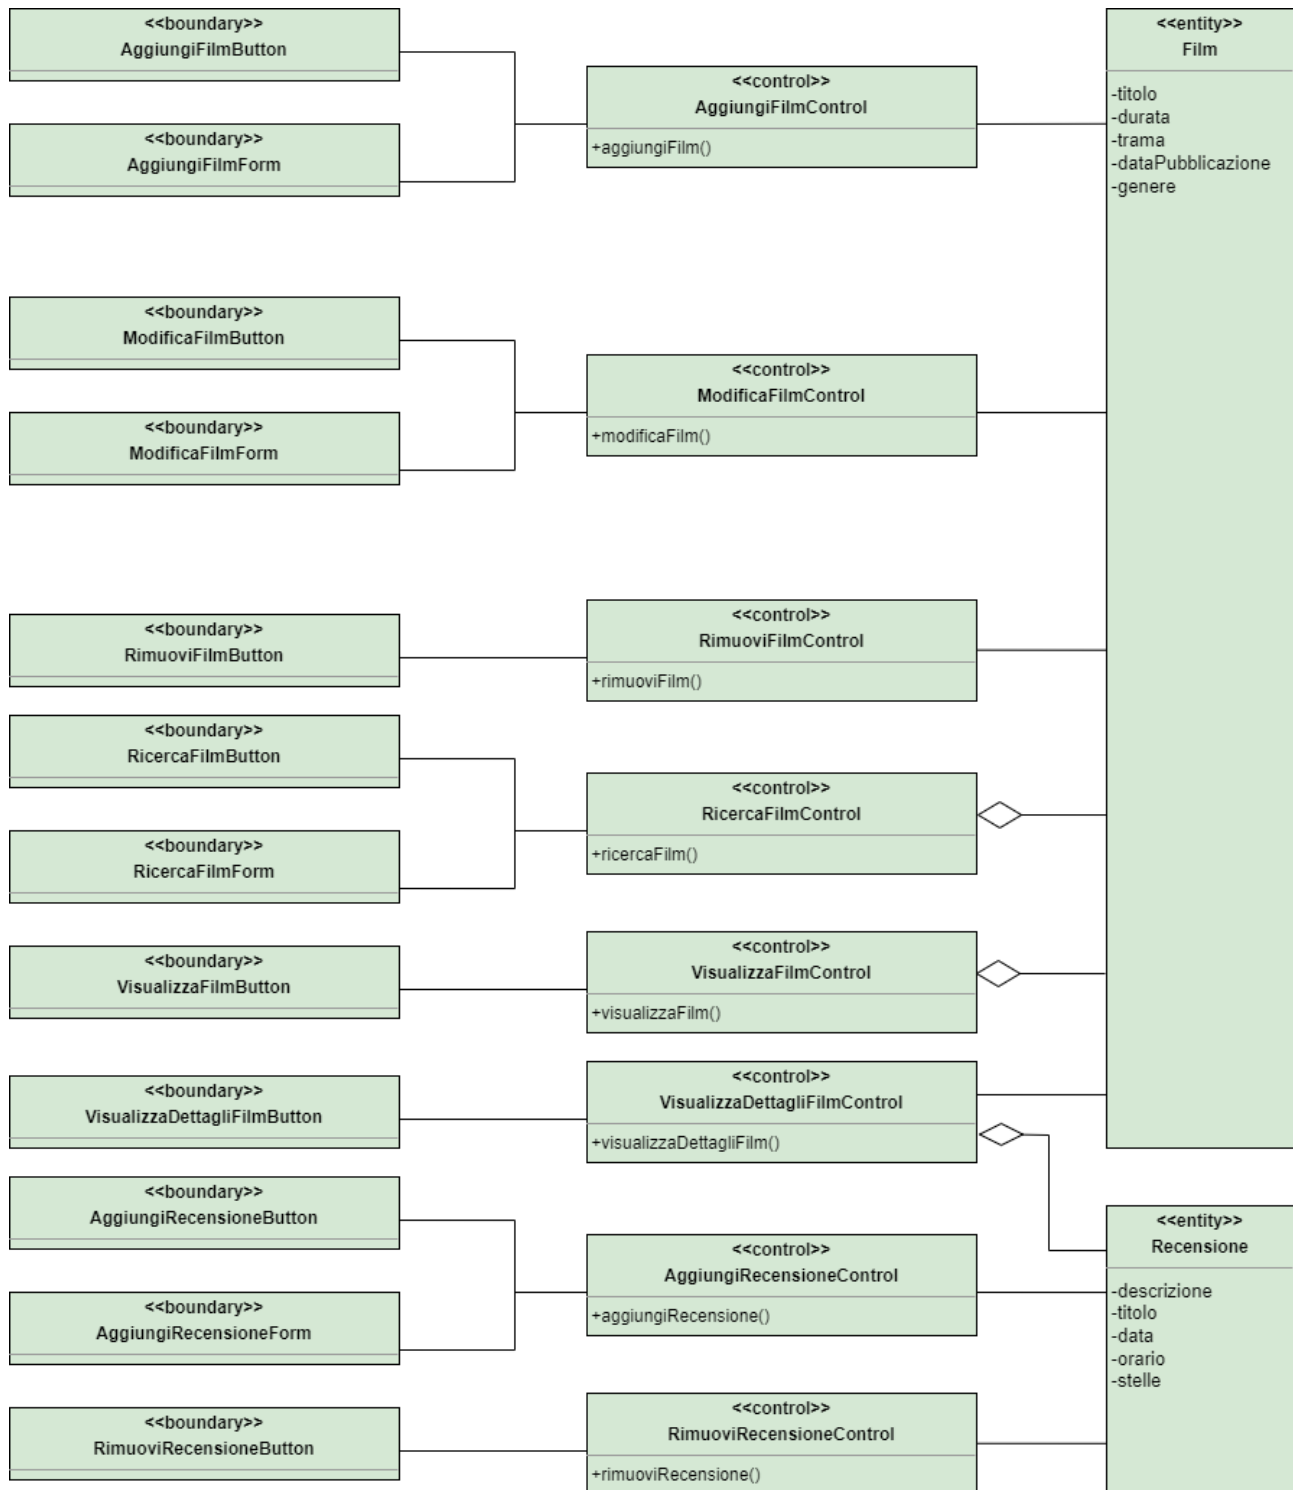 <<boundary>>
AggiungiFilmButton
<<boundary>>
AggiungiFilmForm
<<control>>
AggiungiFilmControl
+aggiungiFilm()
<<entity>>
Film
-titolo
-durata
-trama
-dataPubblicazione
-genere
<<boundary>>
ModificaFilmButton
<<boundary>>
ModificaFilmForm
<<control>>
ModificaFilmControl
+modificaFilm()
<<boundary>>
RimuoviFilmButton
<<control>>
RimuoviFilmControl
+rimuoviFilm()
<<boundary>>
RicercaFilmButton
<<boundary>>
RicercaFilmForm
<<control>>
RicercaFilmControl
+ricercaFilm()
<<boundary>>
VisualizzaFilmButton
<<control>>
VisualizzaFilmControl
+visualizzaFilm()
<<boundary>>
VisualizzaDettagliFilmButton
<<control>>
VisualizzaDettagliFilmControl
+visualizzaDettagliFilm()
<<boundary>>
AggiungiRecensioneButton
<<boundary>>
AggiungiRecensioneForm
<<control>>
AggiungiRecensioneControl
+aggiungiRecensione()
<<entity>>
Recensione
-descrizione
-titolo
-data
-orario
-stelle
<<boundary>>
RimuoviRecensioneButton
<<control>>
RimuoviRecensioneControl
+rimuoviRecensione()